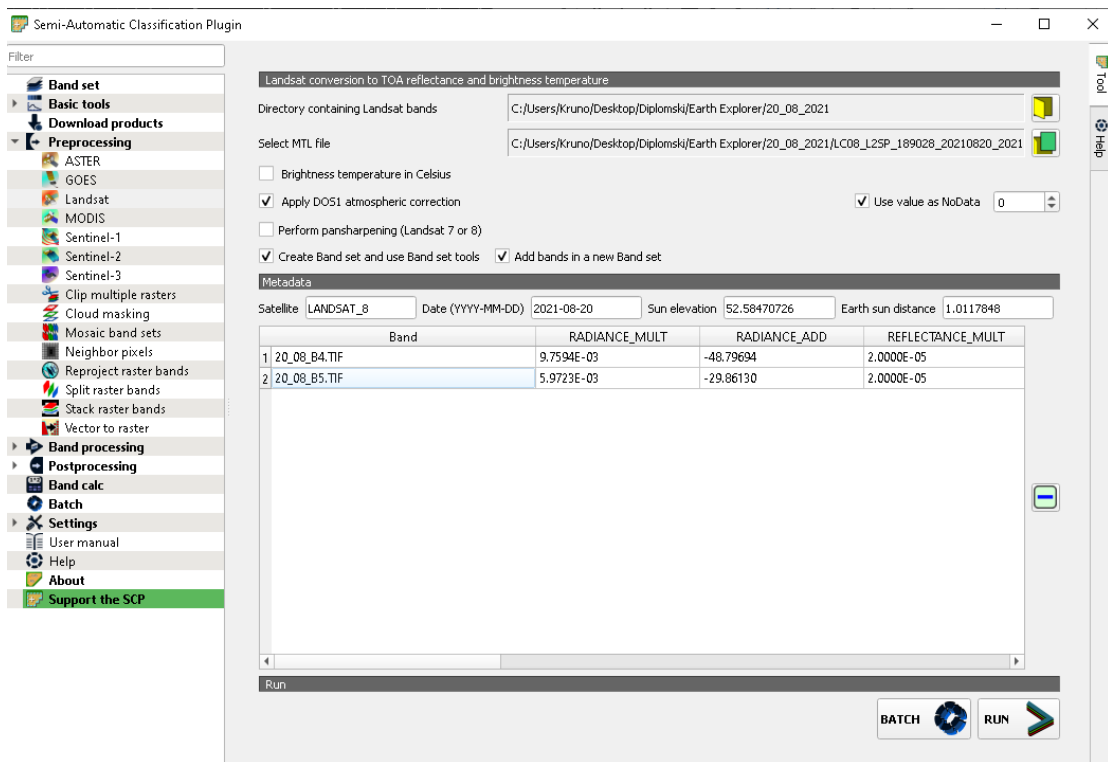 Semi-Automatic Classification Plugin
Filter
Band set
Basic tools
Download products
Preprocessing
ASTER
GOES
Landsat
MODIS
Sentinel-1
Sentinel-2
Sentinel-3
Clip multiple rasters
Cloud masking
Mosaic band sets
Neighbor pixels
Reproject raster bands
Split raster bands
Stack raster bands
Vector to raster
Band processing
Postprocessing
Band calc
Batch
Settings
User manual
Help
About
Support the SCP
Landsat conversion to TOA reflectance and brightness temperature
Directory containing Landsat bands C:/Users/Kruno/Desktop/Diplomski/Earth Explorer/20_08_2021
Select MTL file C:/Users/Kruno/Desktop/Diplomski/Earth Explorer/20_08_2021/LC08_L2SP_189028_20210820_2021
Brightness temperature in Celsius
Apply DOS1 atmospheric correction Use value as NoData 0
Perform pansharpening (Landsat 7 or 8)
Create Band set and use Band set tools Add bands in a new Band set
Metadata
Satellite LANDSAT_8 Date (YYYY-MM-DD) 2021-08-20 Sun elevation 52.58470726 Earth sun distance 1.0117848
Band RADIANCE_MULT RADIANCE_ADD REFLECTANCE_MULT
1 20_08_B4.TIF 9.7594E-03 -48.79694 2.0000E-05
2 20_08_B5.TIF 5.9723E-03 -29.86130 2.0000E-05
Run
BATCH RUN
Tool
Help